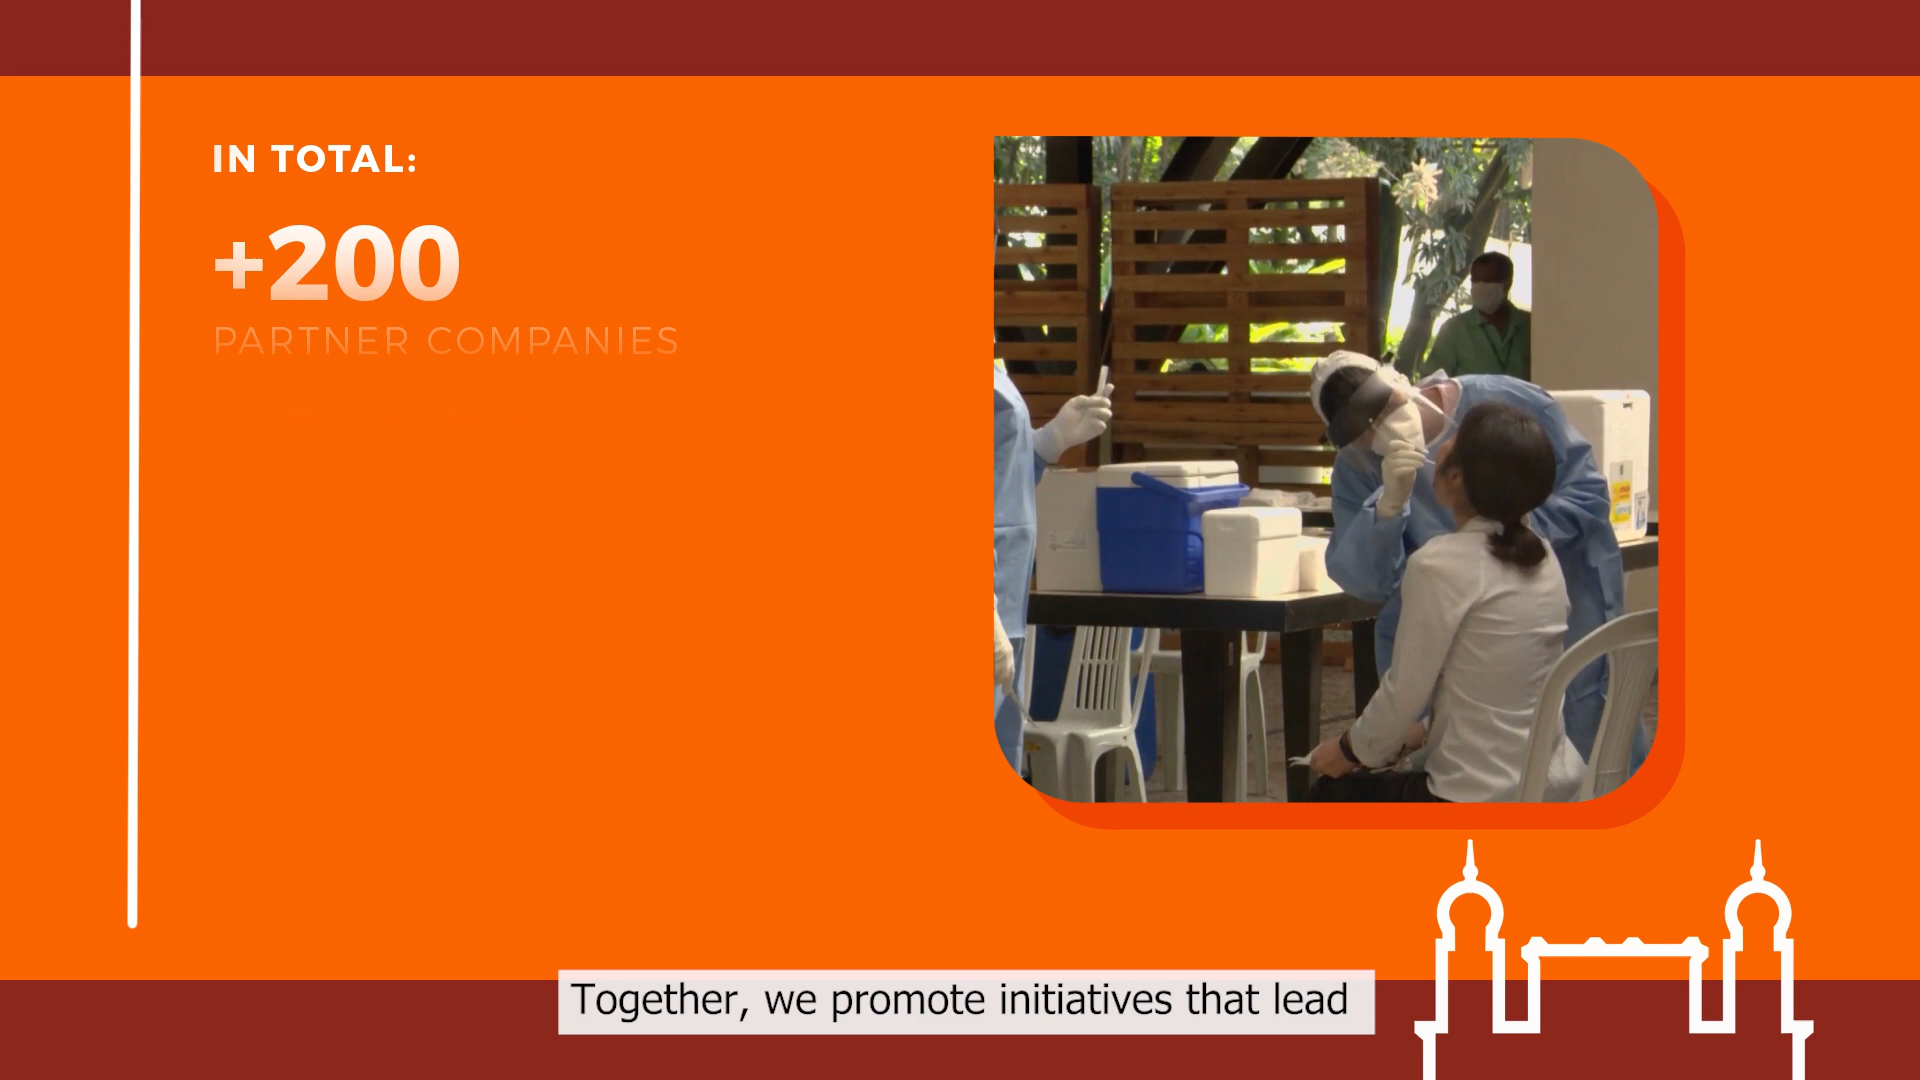 IN TOTAL:
+200
PARTNER COMPANIES
Together, we promote initiatives that lead